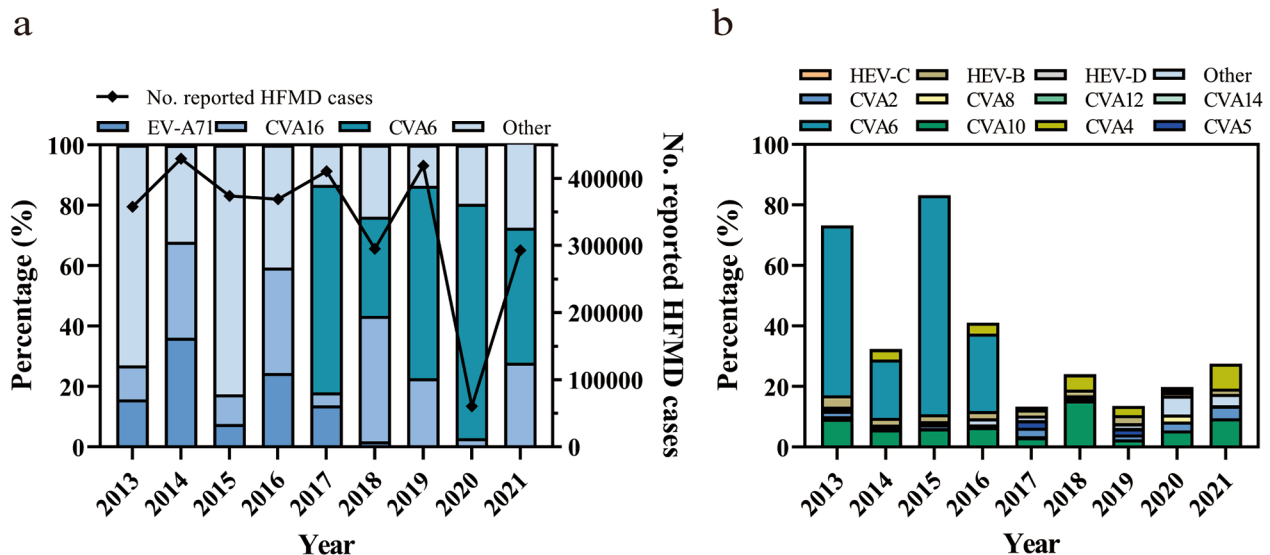 a
No. reported HFMD cases
EV-A71 CVA16 CVA6 Other
100
80
60
40
20
0
Percentage (%)
400000
300000
200000
100000
0
No. reported HFMD cases
2013 2014 2015 2016 2017 2018 2019 2020 2021
Year
b
HEV-C HEV-B HEV-D Other
CVA2 CVA8 CVA12 CVA14
CVA6 CVA10 CVA4 CVA5
100
80
60
40
20
0
Percentage (%)
2013 2014 2015 2016 2017 2018 2019 2020 2021
Year